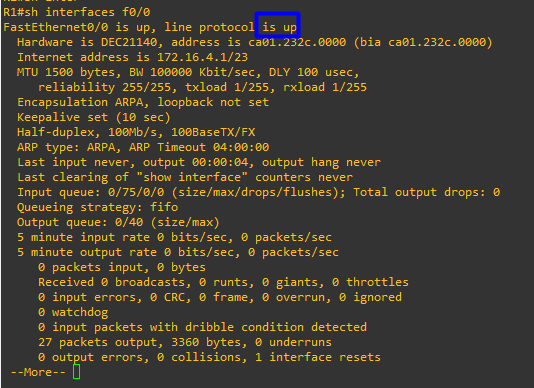 R1#sh interfaces f0/0
FastEthernet0/0 is up, line protocol is up
Hardware is DEC21140, address is ca01.232c.0000 (bia ca01.232c.0000)
Internet address is 172.16.4.1/23
MTU 1500 bytes, BW 100000 Kbit/sec, DLY 100 usec,
reliability 255/255, txload 1/255, rxload 1/255
Encapsulation ARPA, loopback not set
Keepalive set (10 sec)
Half-duplex, 100Mb/s, 100BaseTX/FX
ARP type: ARPA, ARP Timeout 04:00:00
Last input never, output 00:00:04, output hang never
Last clearing of "show interface" counters never
Input queue: 0/75/0/0 (size/max/drops/flushes); Total output drops: 0
Queueing strategy: fifo
Output queue: 0/40 (size/max)
5 minute input rate 0 bits/sec, 0 packets/sec
5 minute output rate 0 bits/sec, 0 packets/sec
0 packets input, 0 bytes
Received 0 broadcasts, 0 runts, 0 giants, 0 throttles
0 input errors, 0 CRC, 0 frame, 0 overrun, 0 ignored
0 watchdog
0 input packets with dribble condition detected
27 packets output, 3360 bytes, 0 underruns
0 output errors, 0 collisions, 1 interface resets
--More--